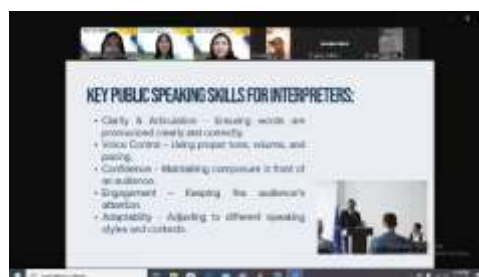 KEY PUBLIC SPEAKING SKILLS FOR INTERPRETERS:
• Clarity & Articulation - Ensuring words are
pronounced clearly and correctly.
• Voice Control - Using proper tone, volume, and
pacing.
• Confidence - Maintaining composure in front of
an audience.
• Engagement – Keeping the audience's
attention.
• Adaptability - Adjusting to different speaking
styles and contexts.